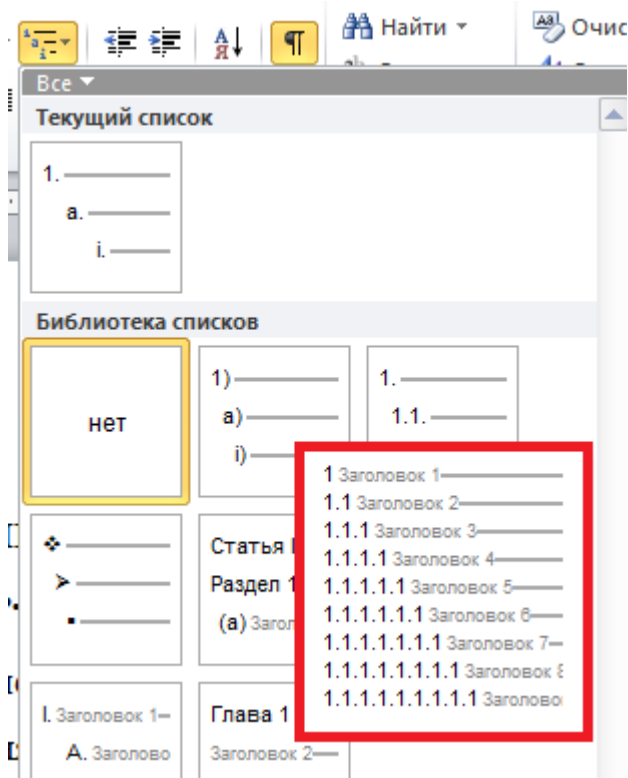 Найти
Все
Текущий список
1.
a.
i.
Библиотека списков
нет
1)
a)
i)
1.
1.1.
Статья
Раздел 1
(a) Загол
I. Заголовок 1
A. Заголово
Глава 1
Заголовок 2
1 Заголовок 1
1.1 Заголовок 2
1.1.1 Заголовок 3
1.1.1.1 Заголовок 4
1.1.1.1.1 Заголовок 5
1.1.1.1.1.1 Заголовок 6
1.1.1.1.1.1.1 Заголовок 7
1.1.1.1.1.1.1.1 Заголовок 8
1.1.1.1.1.1.1.1.1 Заголово